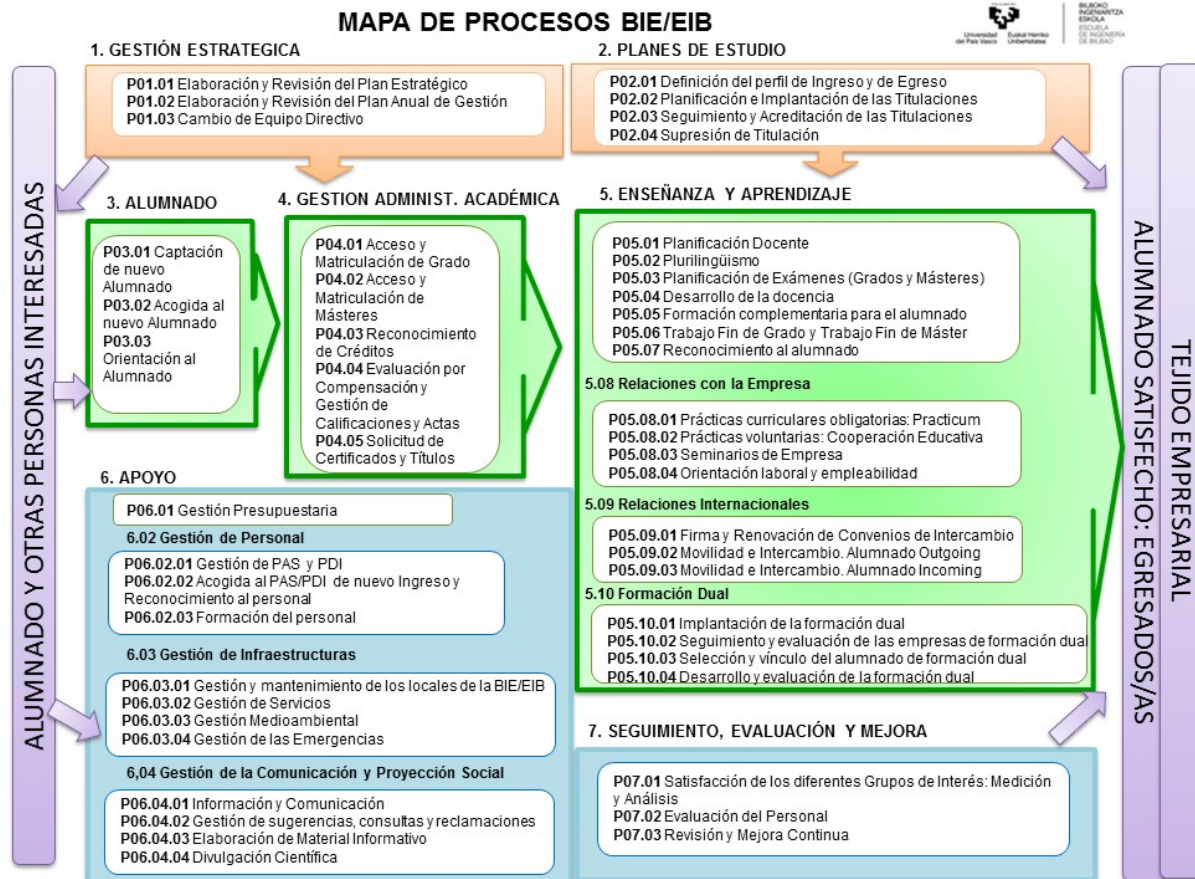 MAPA DE PROCESOS BIE/EIB
Universidad
del País Vasco
Euskal Herriko
Unibertsitatea
BILBOKO
INGENIARITZA
ESKOLA
ESCUELA
DE INGENIERÍA
DE BILBAO
1. GESTIÓN ESTRATEGICA
P01.01 Elaboración y Revisión del Plan Estratégico
P01.02 Elaboración y Revisión del Plan Anual de Gestión
P01.03 Cambio de Equipo Directivo
2. PLANES DE ESTUDIO
P02.01 Definición del perfil de Ingreso y de Egreso
P02.02 Planificación e Implantación de las Titulaciones
P02.03 Seguimiento y Acreditación de las Titulaciones
P02.04 Supresión de Titulación
ALUMNADO Y OTRAS PERSONAS INTERESADAS
3. ALUMNADO
P03.01 Captación
de nuevo
Alumnado
P03.02 Acogida al
nuevo Alumnado
P03.03
Orientación al
Alumnado
4. GESTION ADMINIST. ACADÉMICA
P04.01 Acceso y
Matriculación de Grado
P04.02 Acceso y
Matriculación de
Másteres
P04.03 Reconocimiento
de Créditos
P04.04 Evaluación por
Compensación y
Gestión de
Calificaciones y Actas
P04.05 Solicitud de
Certificados y Títulos
5. ENSEÑANZA Y APRENDIZAJE
P05.01 Planificación Docente
P05.02 Plurilingüismo
P05.03 Planificación de Exámenes (Grados y Másteres)
P05.04 Desarrollo de la docencia
P05.05 Formación complementaria para el alumnado
P05.06 Trabajo Fin de Grado y Trabajo Fin de Máster
P05.07 Reconocimiento al alumnado
5.08 Relaciones con la Empresa
P05.08.01 Prácticas curriculares obligatorias: Practicum
P05.08.02 Prácticas voluntarias: Cooperación Educativa
P05.08.03 Seminarios de Empresa
P05.08.04 Orientación laboral y empleabilidad
5.09 Relaciones Internacionales
P05.09.01 Firma y Renovación de Convenios de Intercambio
P05.09.02 Movilidad e Intercambio. Alumnado Outgoing
P05.09.03 Movilidad e Intercambio. Alumnado Incoming
5.10 Formación Dual
P05.10.01 Implantación de la formación dual
P05.10.02 Seguimiento y evaluación de las empresas de formación dual
P05.10.03 Selección y vínculo del alumnado de formación dual
P05.10.04 Desarrollo y evaluación de la formación dual
6. APOYO
P06.01 Gestión Presupuestaria
6.02 Gestión de Personal
P06.02.01 Gestión de PAS y PDI
P06.02.02 Acogida al PAS/PDI de nuevo Ingreso y
Reconocimiento al personal
P06.02.03 Formación del personal
6.03 Gestión de Infraestructuras
P06.03.01 Gestión y mantenimiento de los locales de la BIE/EIB
P06.03.02 Gestión de Servicios
P06.03.03 Gestión Medioambiental
P06.03.04 Gestión de las Emergencias
6,04 Gestión de la Comunicación y Proyección Social
P06.04.01 Información y Comunicación
P06.04.02 Gestión de sugerencias, consultas y reclamaciones
P06.04.03 Elaboración de Material Informativo
P06.04.04 Divulgación Científica
7. SEGUIMIENTO, EVALUACIÓN Y MEJORA
P07.01 Satisfacción de los diferentes Grupos de Interés: Medición
y Análisis
P07.02 Evaluación del Personal
P07.03 Revisión y Mejora Continua
ALUMNADO SATISFECHO: EGRESADOS/AS
TEJIDO EMPRESARIAL